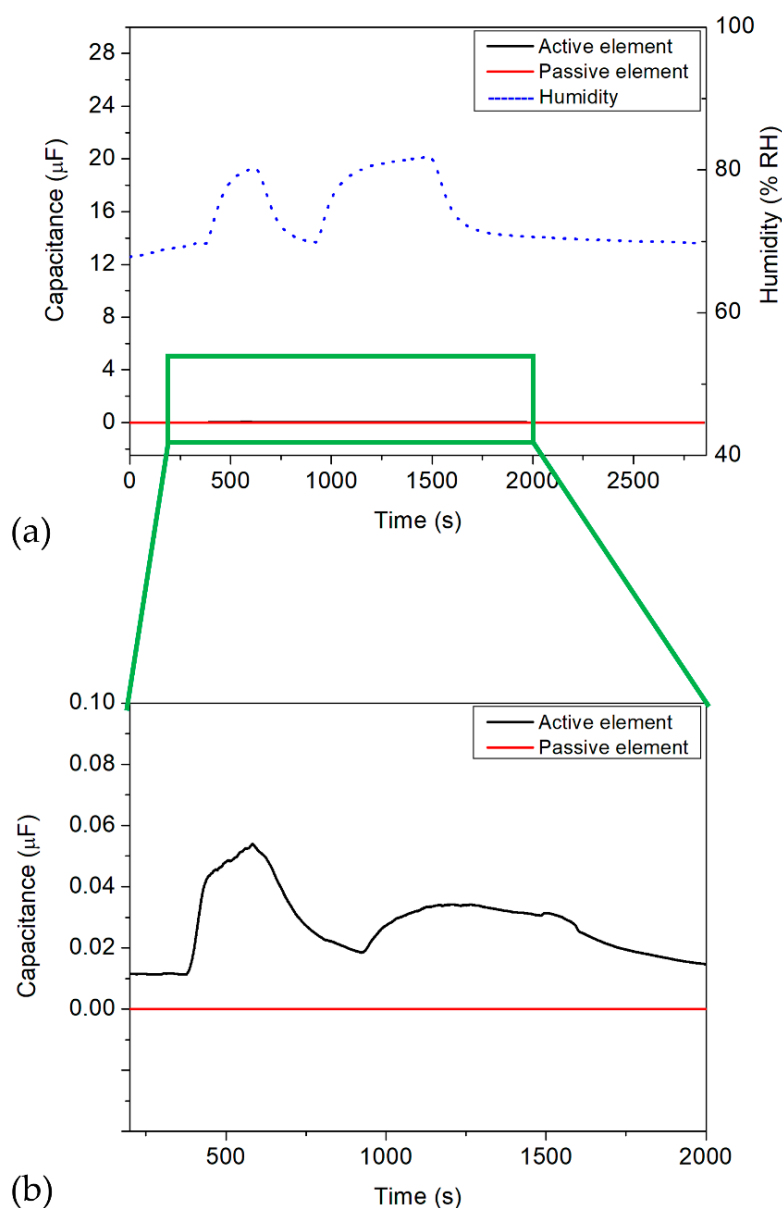 100
28
Active element
Passive element
Humidity
24
20
80
16
12
60
8
4
0
40
0
500
1000
1500
2000
2500
Capacitance (µF)
Humidity (% RH)
Time (s)
(a)
0.10
Active element
Passive element
0.08
0.06
0.04
0.02
0.00
Capacitance (µF)
500
1000
1500
2000
Time (s)
(b)